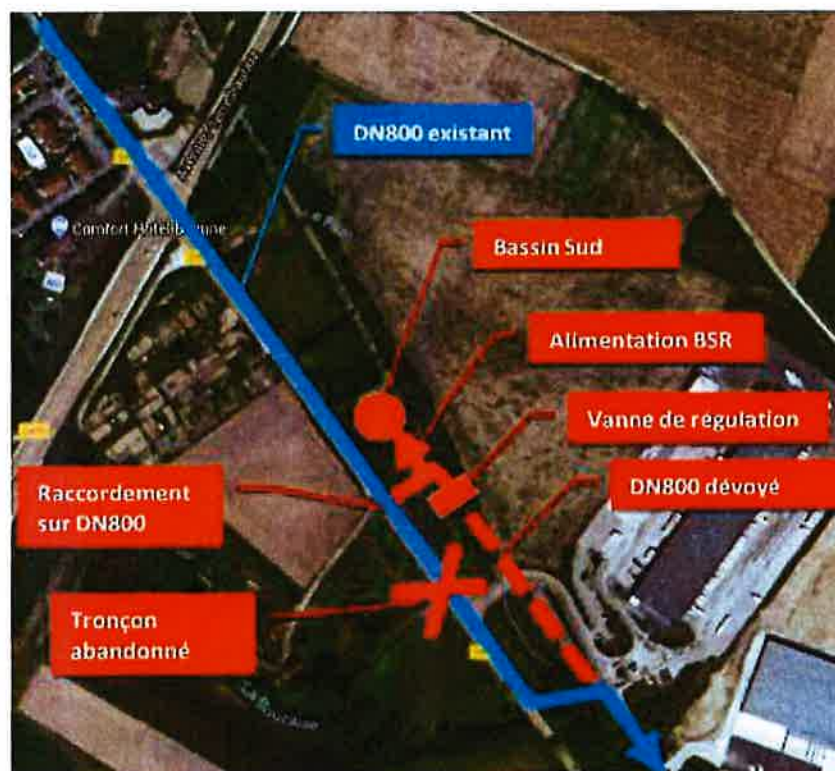 DN800 existant
Comfort Hôtel
Bassin Sud
Alimentation BSR
Vanne de régulation
Raccordement
sur DN800
DN800 dévoyé
Tronçon
abandonné